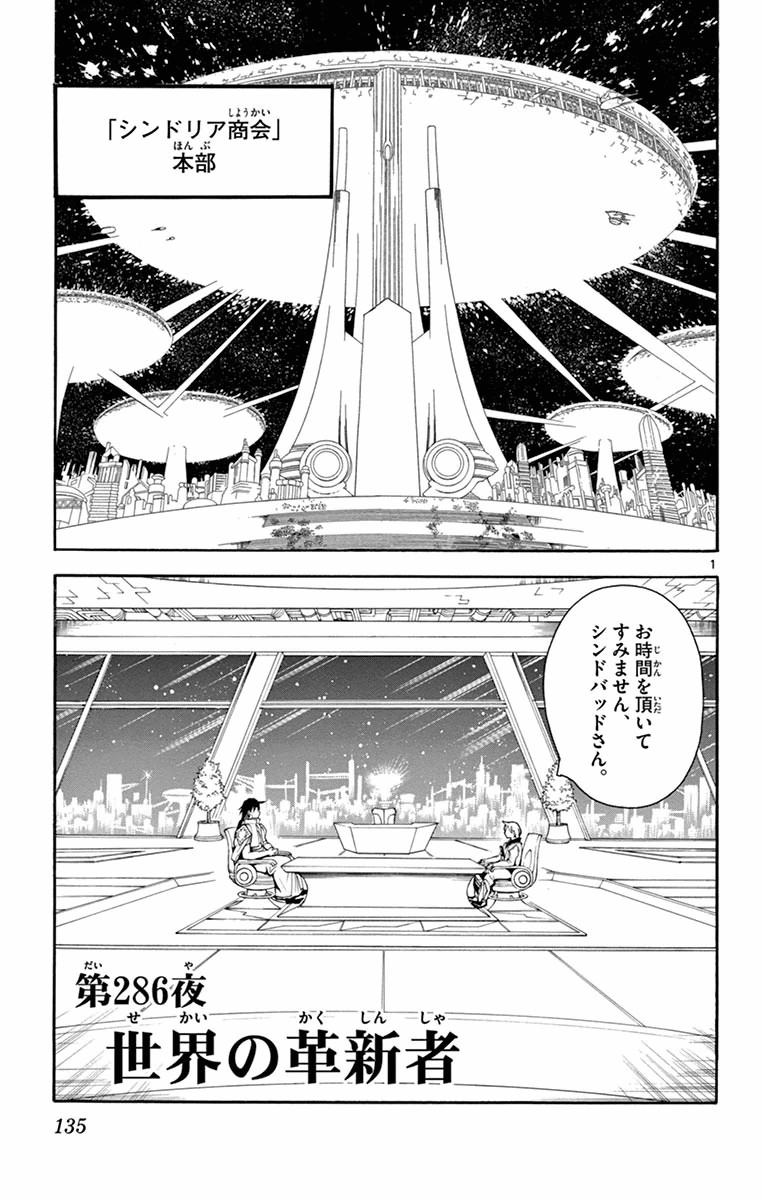 「シンドリア商会」
本部
1
お時間を頂いて
すみません、
シンドバッドさん。
第286夜
世界の革新者
135